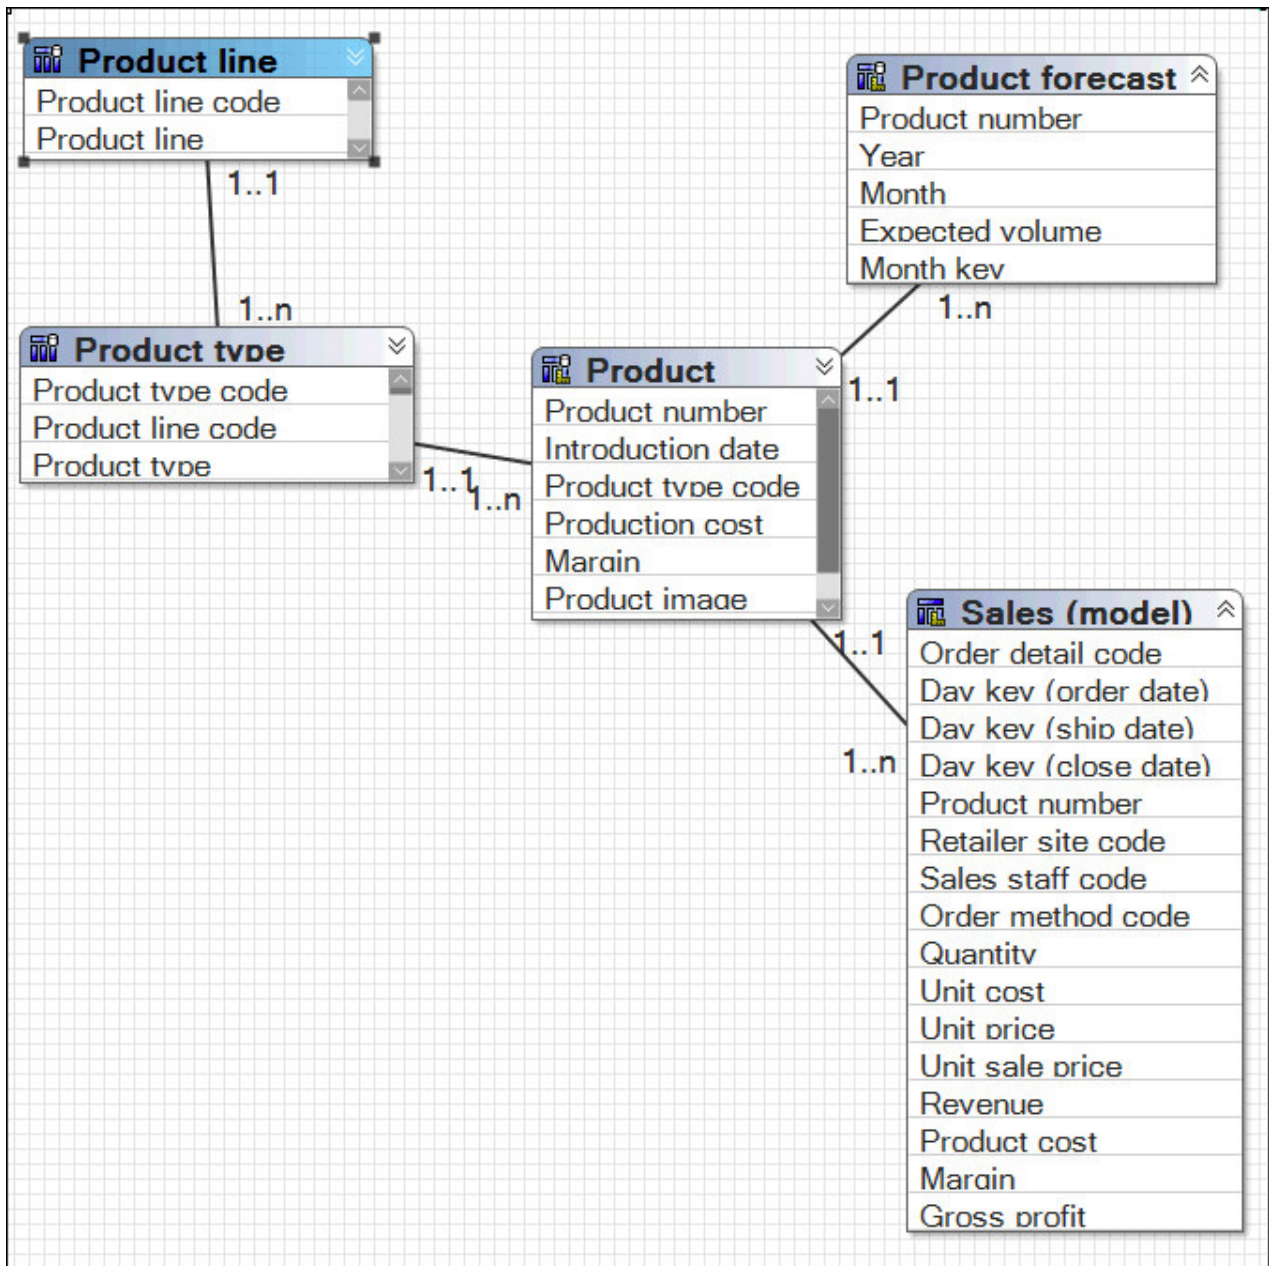 Product line
Product line code
Product line
1..1
1..n
Product type
Product type code
Product line code
Product type
1..1
1..n
Product
Product number
Introduction date
Product type code
Production cost
Margin
Product image
Product forecast
Product number
Year
Month
Expected volume
Month key
1..n
1..1
1..1
1..n
Sales (model)
Order detail code
Day key (order date)
Day key (ship date)
Day key (close date)
Product number
Retailer site code
Sales staff code
Order method code
Quantity
Unit cost
Unit price
Unit sale price
Revenue
Product cost
Margin
Gross profit